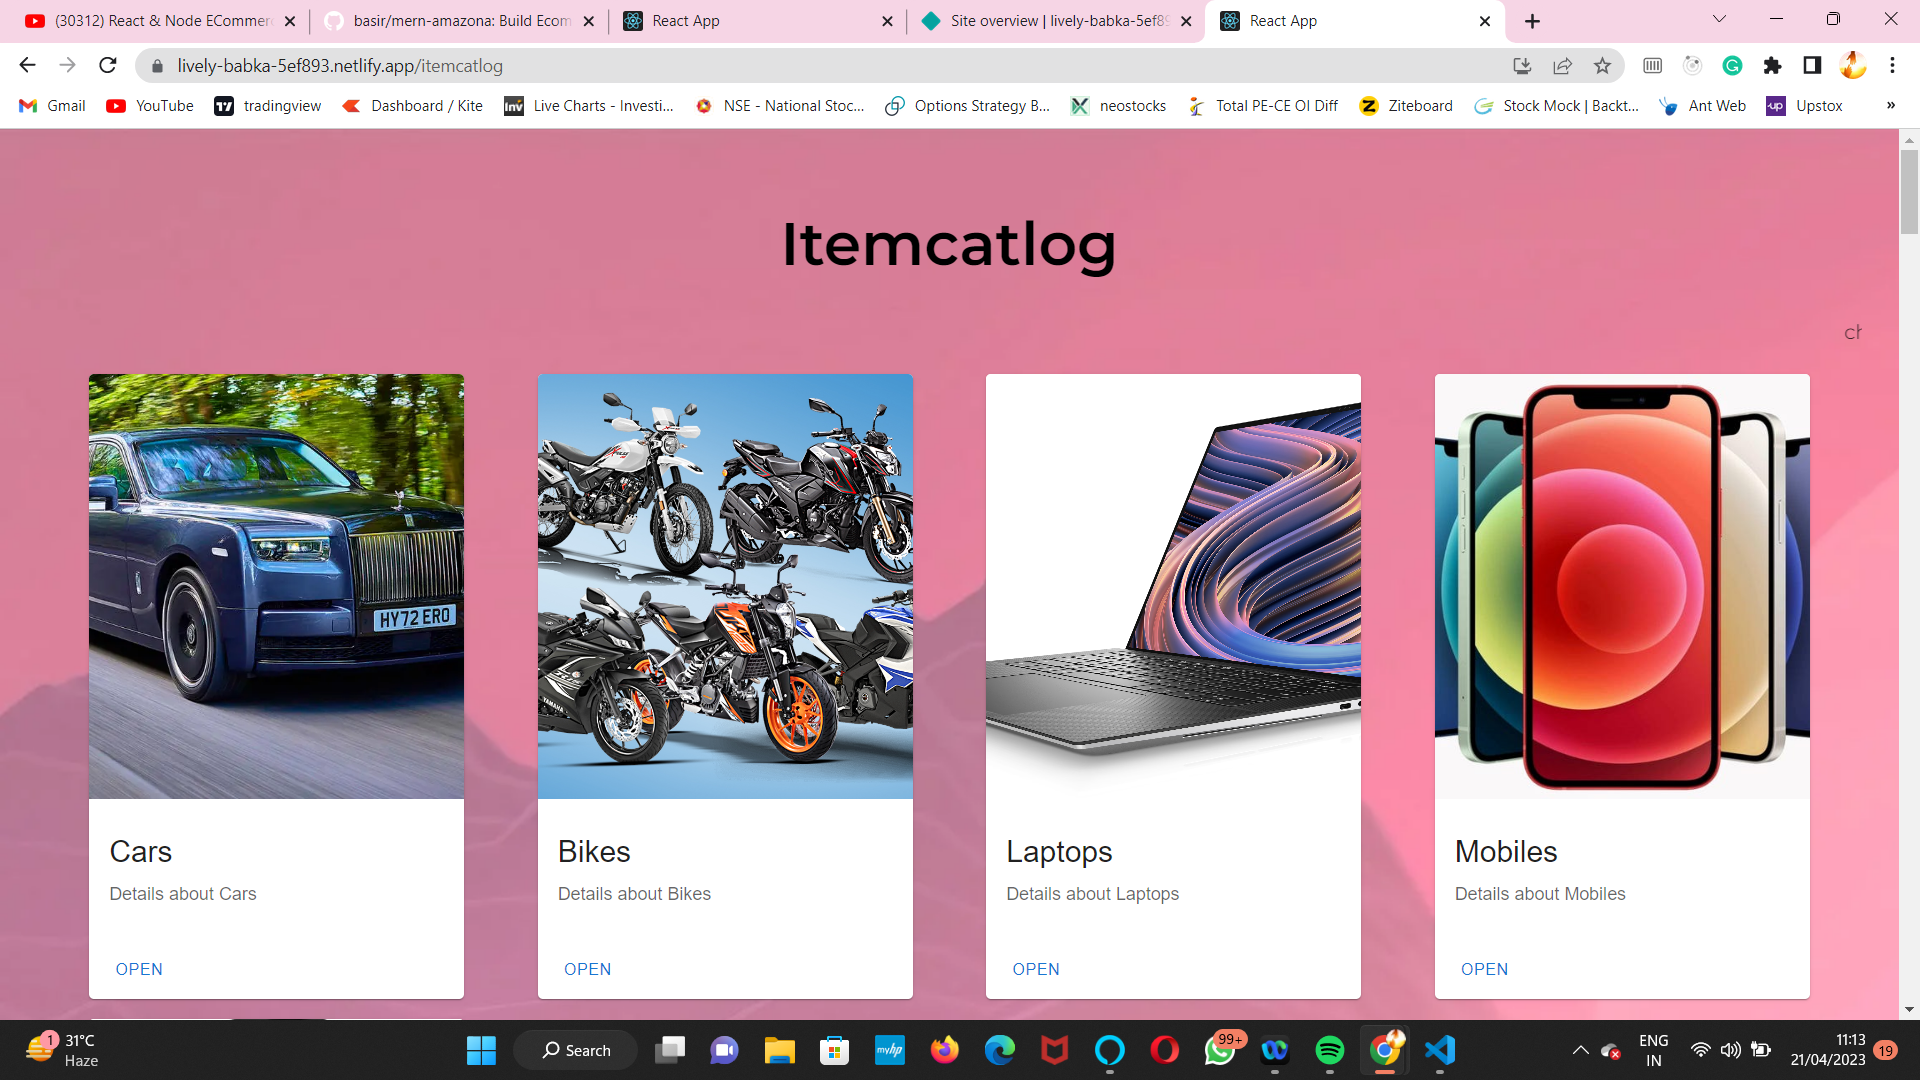 (30312) React & Node ECommerc
basir/mern-amazona: Build Ecom
React App
Site overview | lively-babka-5ef89
React App
lively-babka-5ef893.netlify.app/itemcatlog
Gmail
YouTube
tradingview
Dashboard / Kite
Live Charts - Investi...
NSE - National Stoc...
Options Strategy B...
neostocks
Total PE-CE OI Diff
Ziteboard
Stock Mock | Backt...
Ant Web
Upstox
»
Itemcatlog
ch
HY72 ERO
Cars
Details about Cars
OPEN
Bikes
Details about Bikes
OPEN
Laptops
Details about Laptops
OPEN
Mobiles
Details about Mobiles
OPEN
1
31°C
Haze
Search
myhp
99+
ENG
IN
11:13
21/04/2023
19